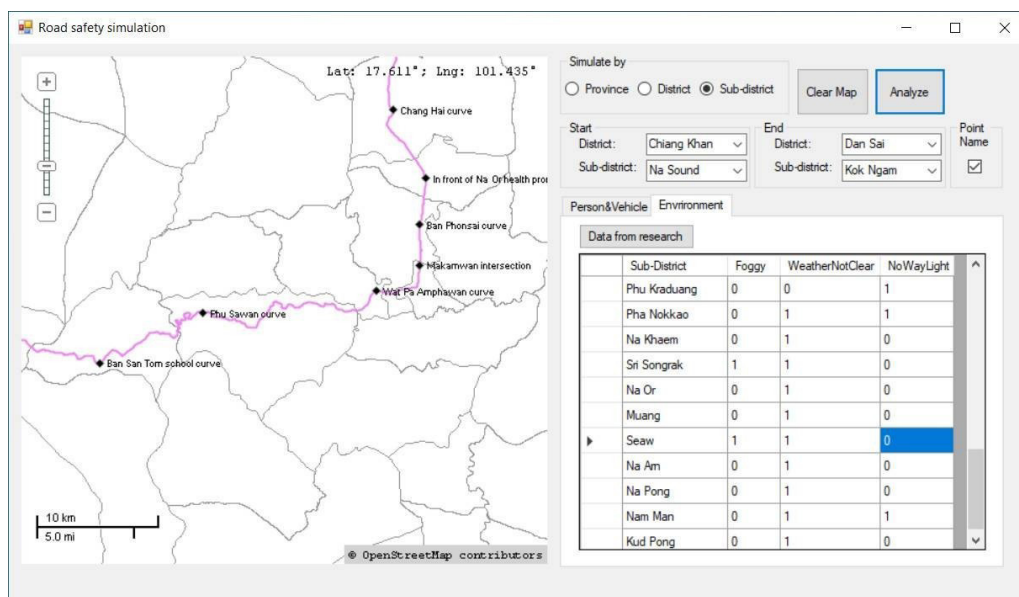 Road safety simulation
Lat: 17.611°; Lng: 101.435°
Chang Hai curve
In front of Na Or health pro
Ban Phonsai curve
Makamwan intersection
Wat Pa Amphawan curve
Phu Sawan curve
Ban San Tom school curve
10 km
5.0 mi
© OpenStreetMap contributors
Simulate by
Province District Sub-district
Clear Map
Analyze
Start
District: Chiang Khan
Sub-district: Na Sound
End
District: Dan Sai
Sub-district: Kok Ngam
Point
Name
Person&Vehicle Envrironment
Data from research
Sub-District Foggy WeatherNotClear NoWayLight
Phu Kraduang 0 0 1
Pha Nokkao 0 1 1
Na Khaem 0 1 0
Sri Songrak 1 1 0
Na Or 0 1 0
Muang 0 1 0
Seaw 1 1 0
Na Am 0 1 0
Na Pong 0 1 0
Nam Man 0 1 1
Kud Pong 0 1 0